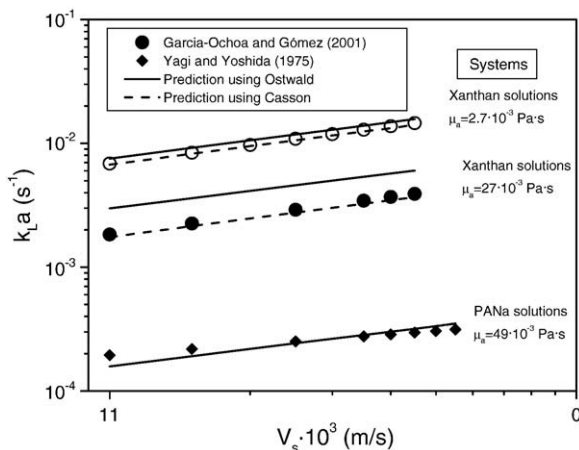 Garcia-Ochoa and Gómez (2001)
Yagi and Yoshida (1975)
Prediction using Ostwald
Prediction using Casson
Systems
Xanthan solutions
μa=2.7·10-3 Pa·s
Xanthan solutions
μa=27·10-3 Pa·s
PANa solutions
μa=49·10-3 Pa·s
10-1
10-2
10-3
10-4
kLa (s-1)
11
0
Vs·103 (m/s)